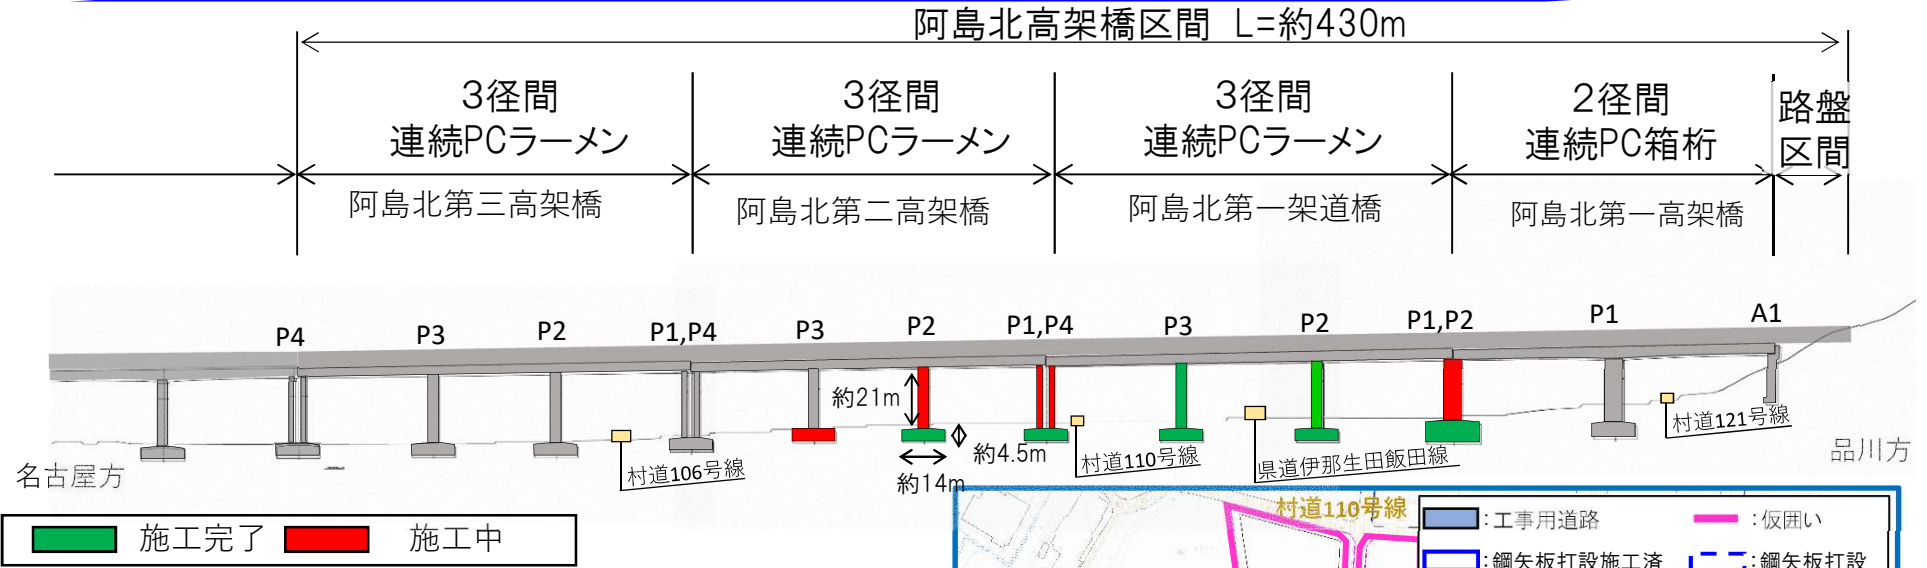 阿島北高架橋区間 L=約430m
3径間
連続PCラーメン
3径間
連続PCラーメン
3径間
連続PCラーメン
2径間
連続PC箱桁
路盤
区間
阿島北第三高架橋
阿島北第二高架橋
阿島北第一架道橋
阿島北第一高架橋
P4
P3
P2
P1,P4
P3
P2
P1,P4
P3
P2
P1,P2
P1
A1
約21m
約4.5m
約14m
村道106号線
村道110号線
県道伊那生田飯田線
村道121号線
名古屋方
品川方
施工完了
施工中
村道110号線
:工事用道路
:仮囲い
:鋼矢板打設施工済
:鋼矢板打設